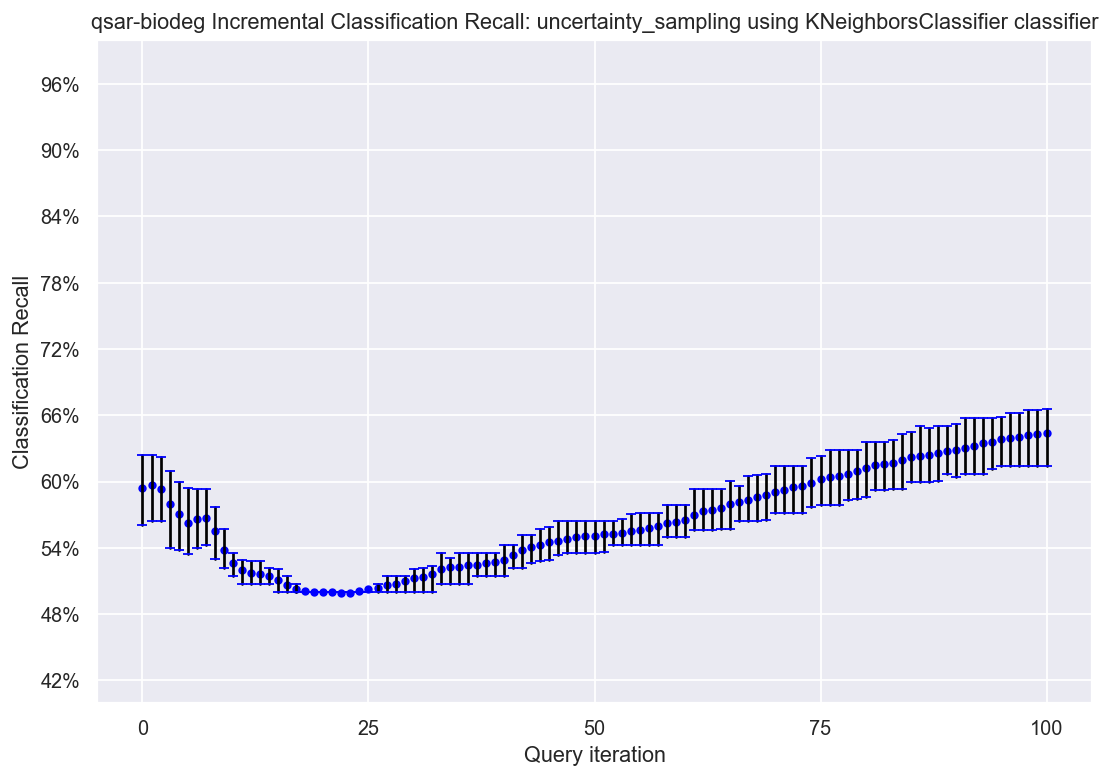 qsar-biodeg Incremental Classification Recall: uncertainty_sampling using KNeighborsClassifier classifier
96%
90%
84%
78%
72%
66%
60%
54%
48%
42%
Classification Recall
0 25 50 75 100
Query iteration